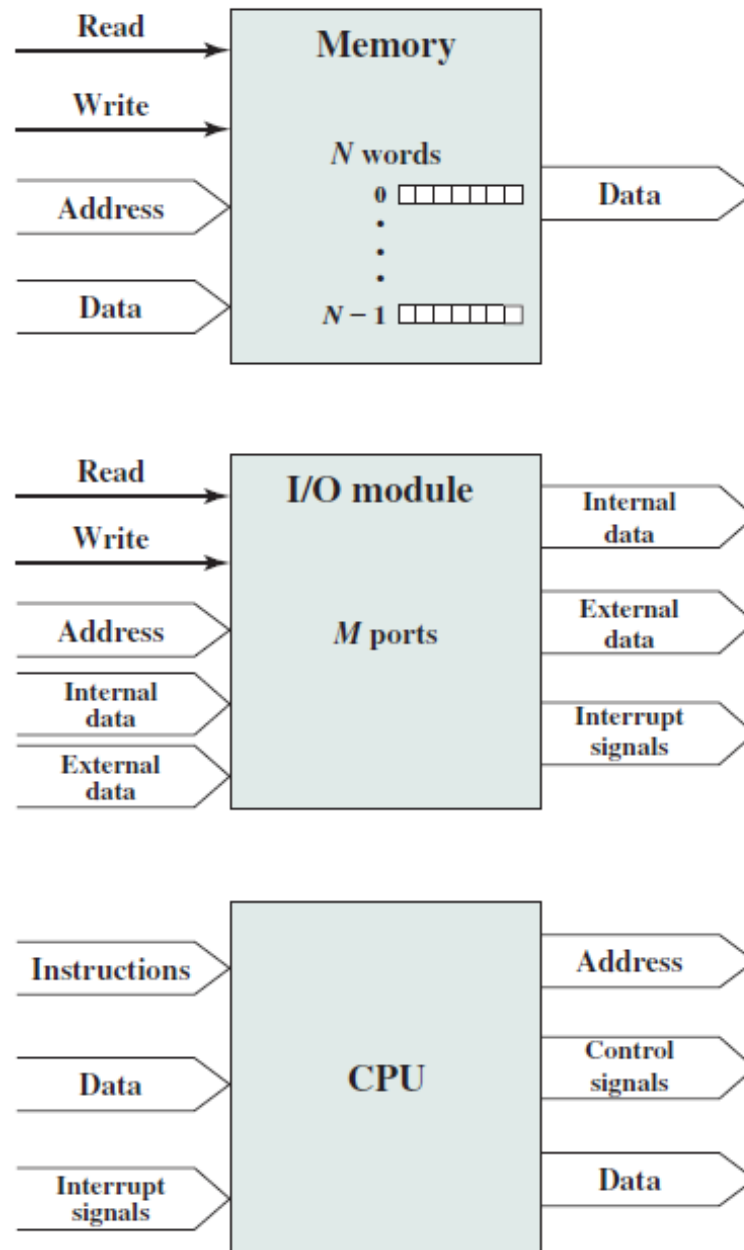 Read
Memory
Write
N words
Address
0
Data
Data
N – 1
Read
I/O module
Internal
data
Write
External
data
Address
M ports
Internal
data
Interrupt
signals
External
data
Instructions
Address
Control
signals
Data
CPU
Interrupt
signals
Data